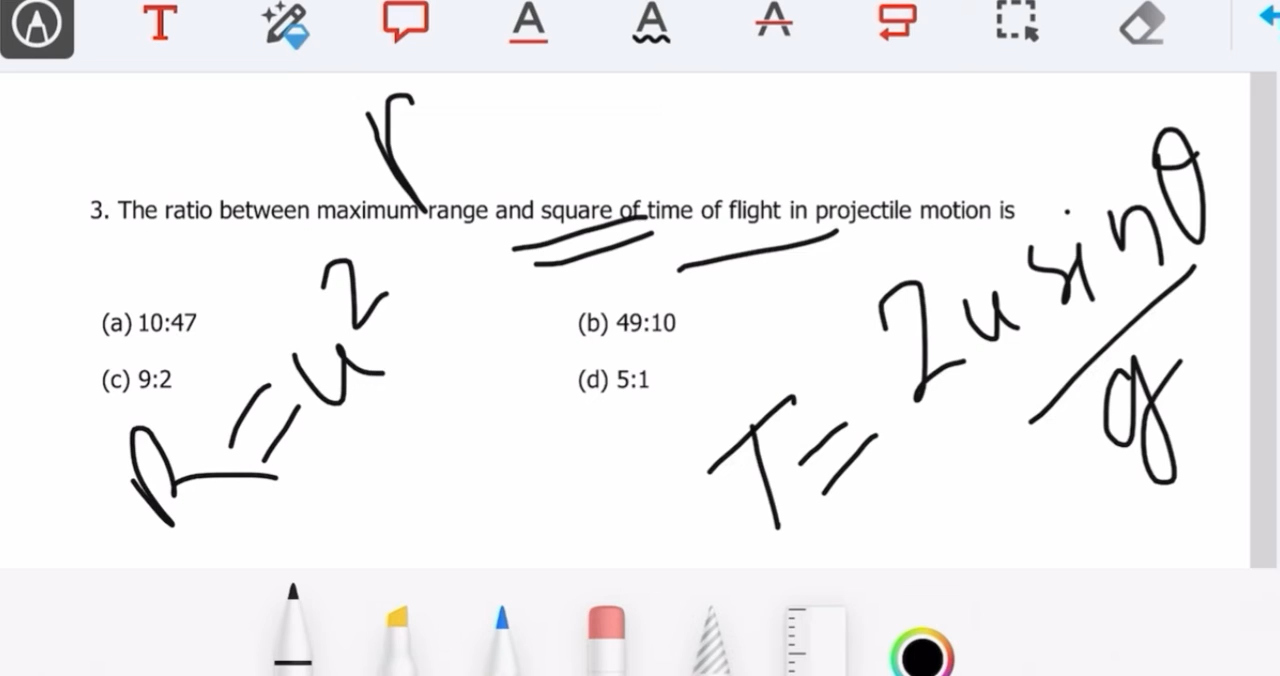 r
3. The ratio between maximum range and square of time of flight in projectile motion is
(a) 10:47
(b) 49:10
(c) 9:2
(d) 5:1
R = u²
T = 2u sinθ / g